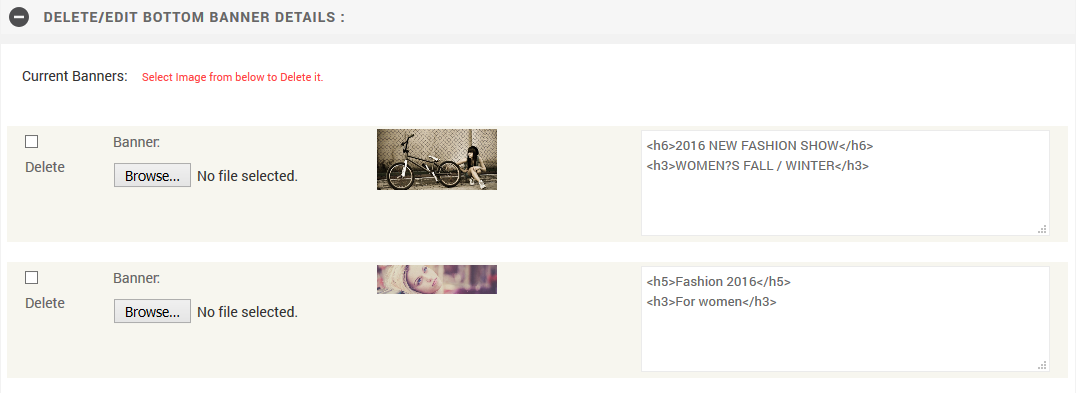 DELETE/EDIT BOTTOM BANNER DETAILS :
Current Banners: Select Image from below to Delete it.
Delete
Banner:
Browse... No file selected.
<h6>2016 NEW FASHION SHOW</h6>
<h3>WOMEN?S FALL / WINTER</h3>
Delete
Banner:
Browse... No file selected.
<h5>Fashion 2016</h5>
<h3>For women</h3>